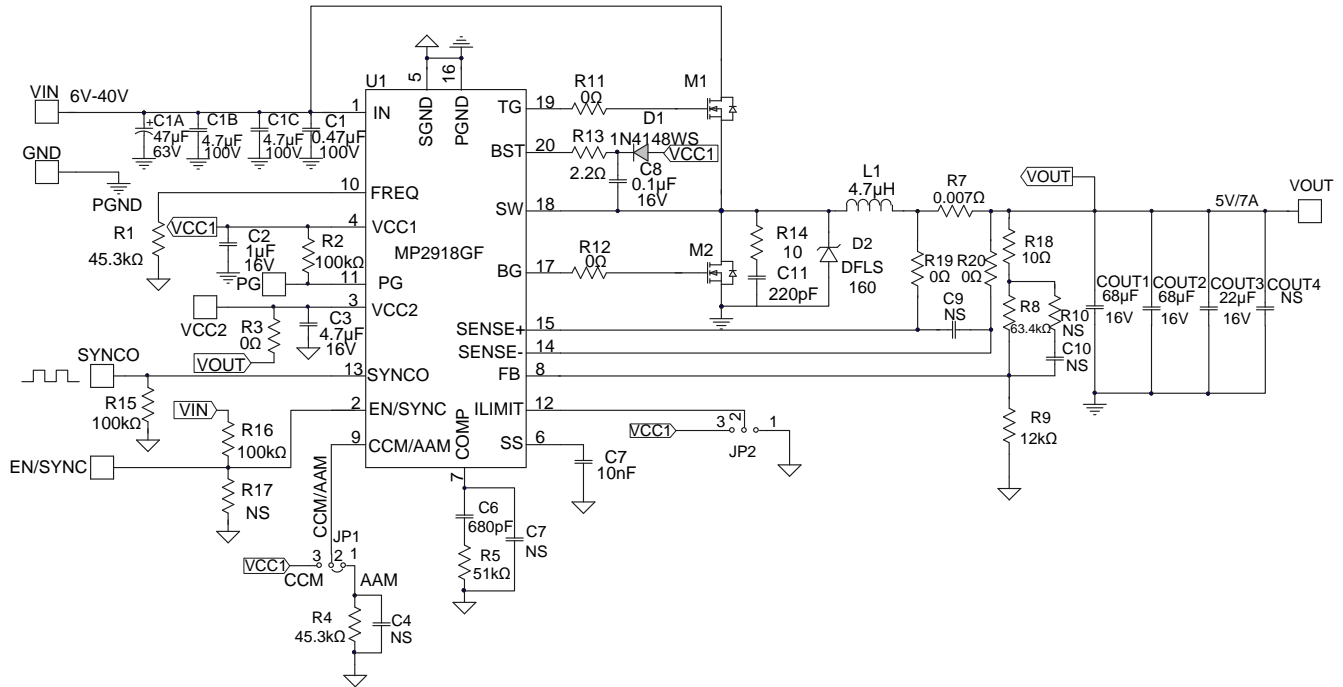 VIN
6V-40V
GND
PGND
+C1A
47µF
63V
C1B
4.7µF
100V
C1C
4.7µF
100V
C1
0.47µF
100V
U1
5
16
SGND
PGND
1
IN
10
FREQ
4
VCC1
MP2918GF
11
PG
3
VCC2
13
SYNCO
2
EN/SYNC
9
CCM/AAM
COMP
7
TG
19
BST
20
SW
18
BG
17
SENSE+
15
SENSE-
14
FB
8
ILIMIT
12
SS
6
R1
45.3kΩ
VCC1
C2
1µF
16V
R2
100kΩ
PG
VCC2
R3
0Ω
VOUT
C3
4.7µF
16V
SYNCO
R15
100kΩ
VIN
R16
100kΩ
EN/SYNC
R17
NS
CCM/AAM
JP1
VCC1
3
2
1
CCM
AAM
R4
45.3kΩ
C4
NS
C6
680pF
R5
51kΩ
C7
NS
C7
10nF
R11
0Ω
M1
D1
1N4148WS
VCC1
R13
2.2Ω
C8
0.1µF
16V
R12
0Ω
M2
R14
10
C11
220pF
D2
DFLS
160
L1
4.7µH
R7
0.007Ω
R19
0Ω
R20
0Ω
C9
NS
VOUT
R18
10Ω
R8
63.4kΩ
R10
NS
C10
NS
R9
12kΩ
COUT1
68µF
16V
COUT2
68µF
16V
COUT3
22µF
16V
COUT4
NS
5V/7A
VOUT
VCC1
3
2
1
JP2